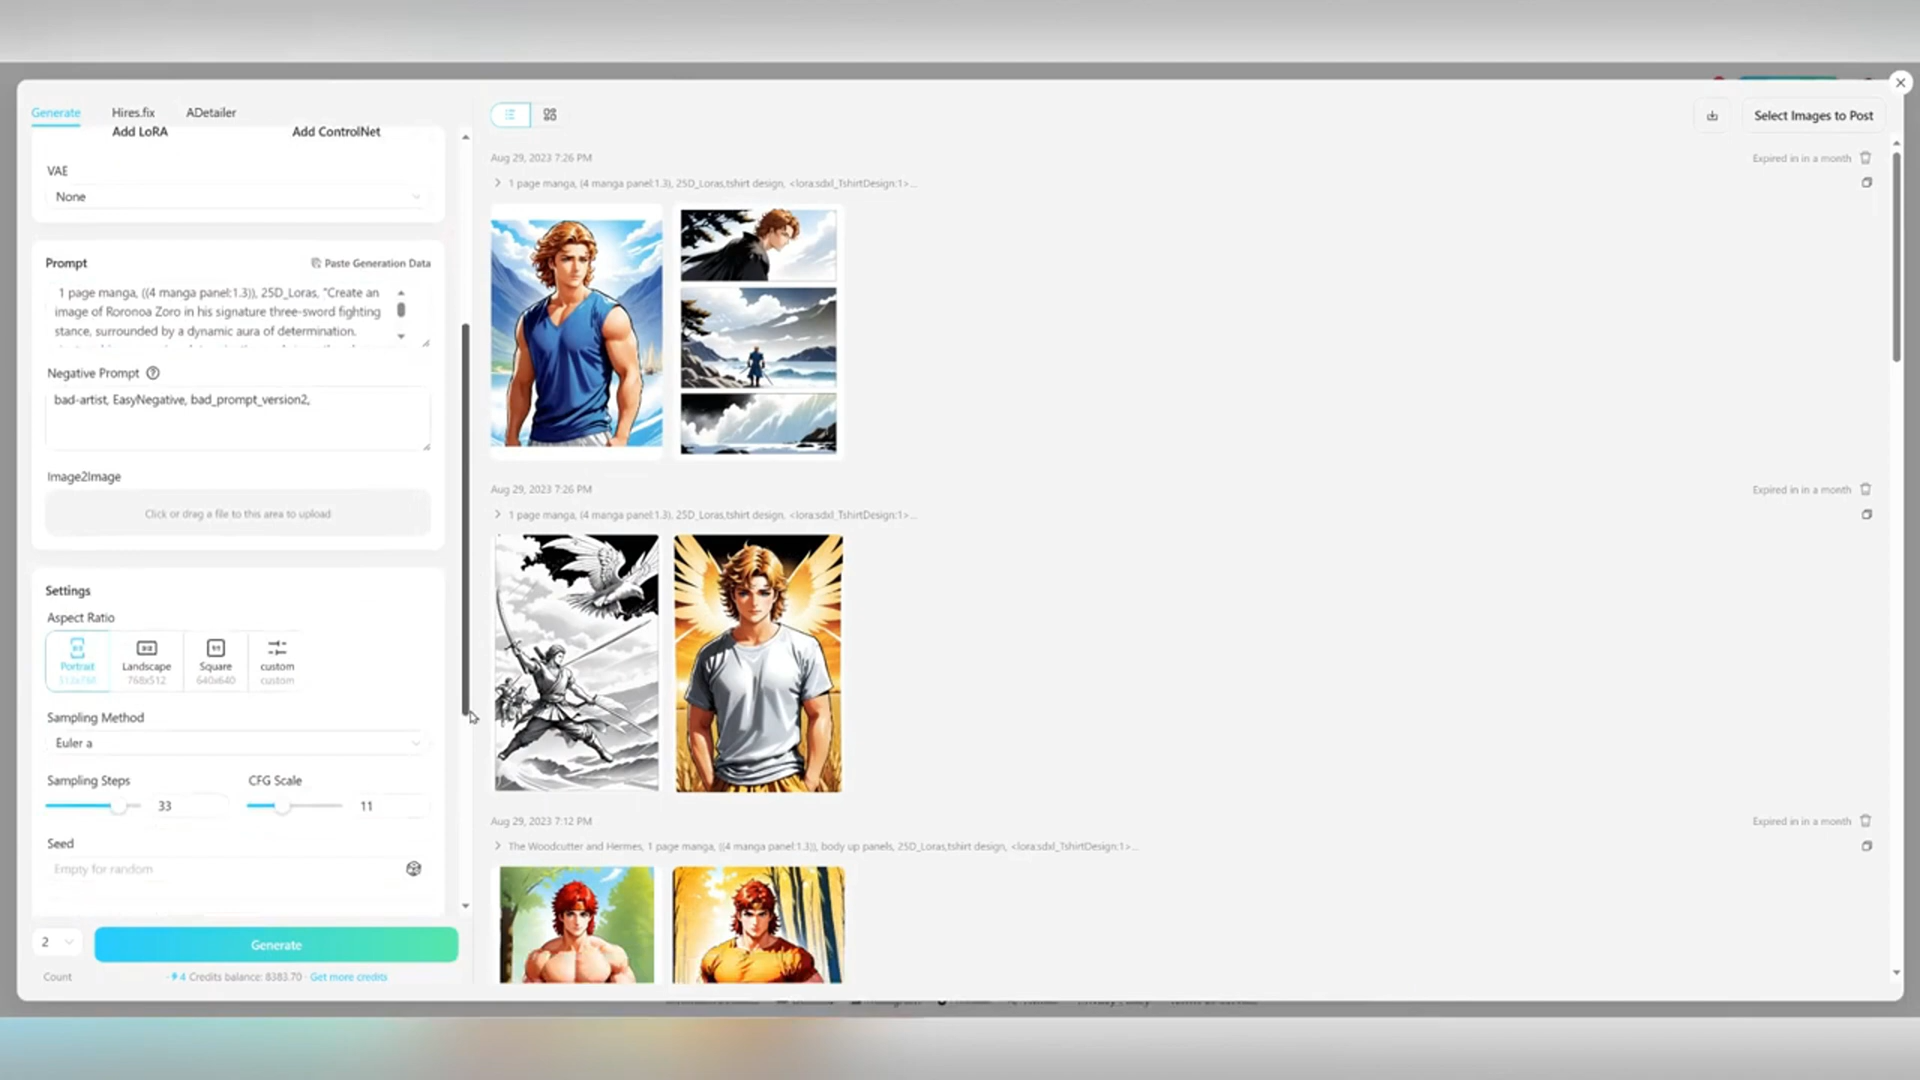 Generate Hires.fix ADetailer
Add LoRA Add ControlNet
VAE
None
Prompt Paste Generation Data
1 page manga, ((4 manga panel:1.3)), 25D_Loras, "Create an
image of Roronoa Zoro in his signature three-sword fighting
stance, surrounded by a dynamic aura of determination.
Negative Prompt
bad-artist, EasyNegative, bad_prompt_version2,
Image2Image
Click or drag a file to this area to upload
Settings
Aspect Ratio
Portrait Landscape Square custom
512x768 768x512 640x640 custom
Sampling Method
Euler a
Sampling Steps CFG Scale
33 11
Seed
Empty for random
2 Generate
Count 4 Credits balance: 8383.70 · Get more credits
Select Images to Post
Aug 29, 2023 7:26 PM Expired in in a month
1 page manga, (4 manga panel:1.3), 25D_Loras,tshirt design, <lora:sdxl_TshirtDesign:1>...
Aug 29, 2023 7:26 PM Expired in in a month
1 page manga, (4 manga panel:1.3), 25D_Loras,tshirt design, <lora:sdxl_TshirtDesign:1>...
Aug 29, 2023 7:12 PM Expired in in a month
The Woodcutter and Hermes, 1 page manga, ((4 manga panel:1.3)), body up panels, 25D_Loras,tshirt design, <lora:sdxl_TshirtDesign:1>...